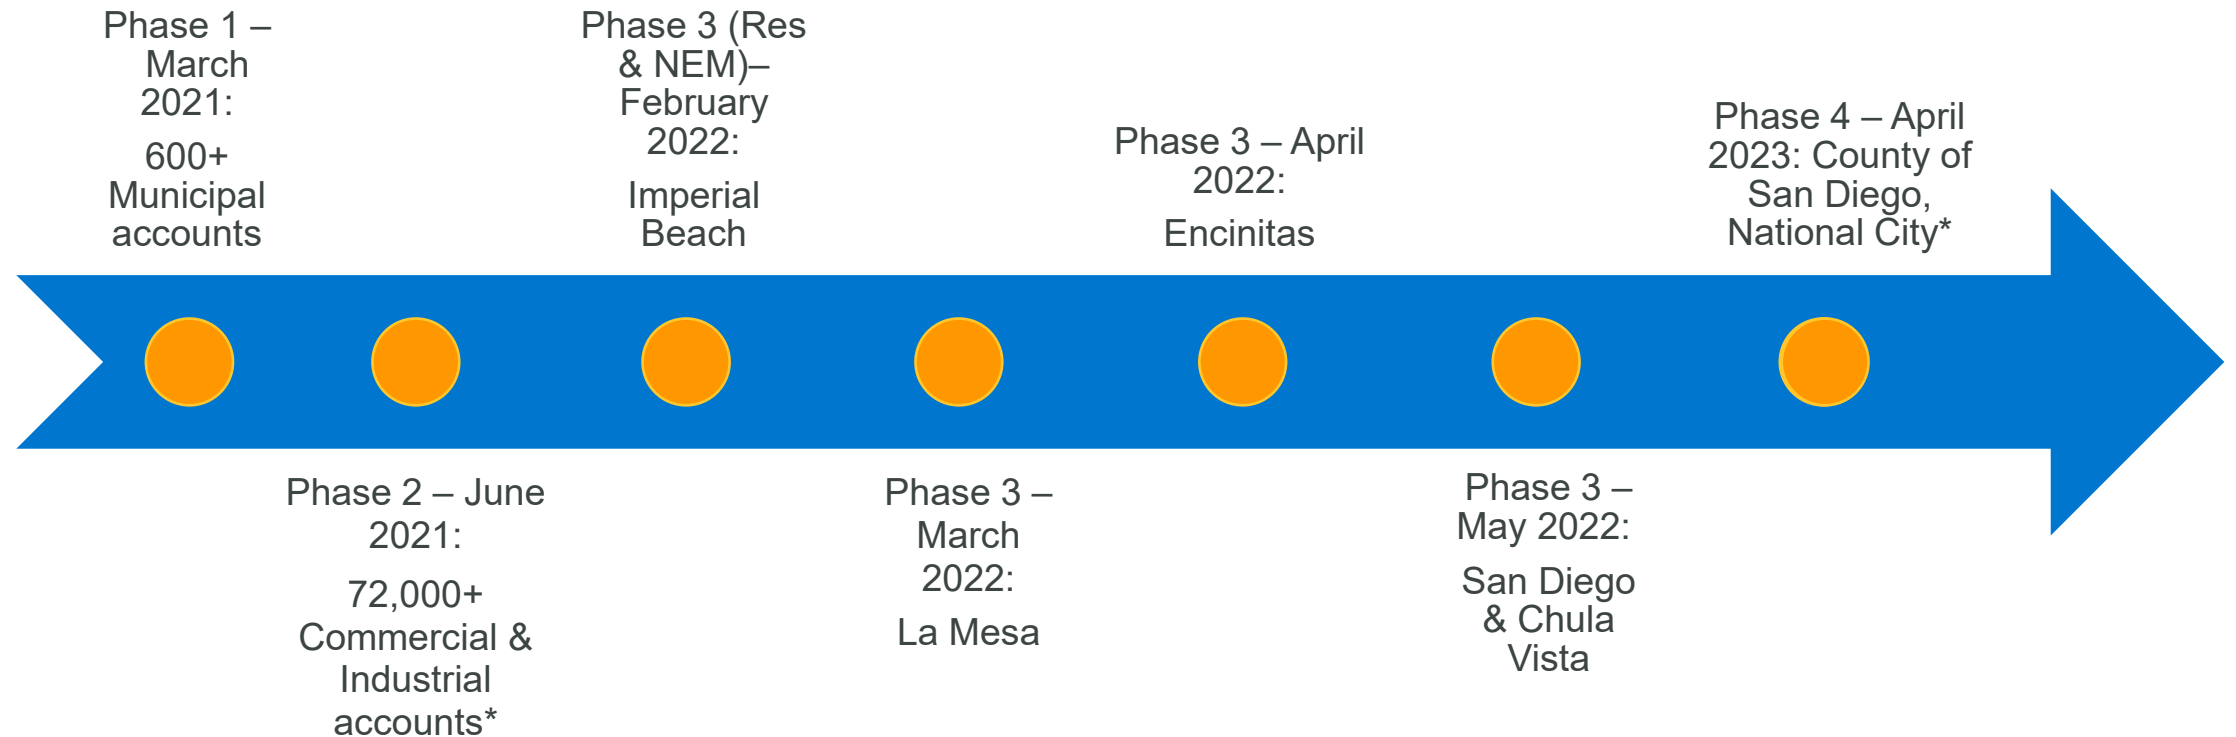 Phase 1 –
March
2021:
600+
Municipal
accounts
Phase 2 – June
2021:
72,000+
Commercial &
Industrial
accounts*
Phase 3 (Res
& NEM)–
February
2022:
Imperial
Beach
Phase 3 –
March
2022:
La Mesa
Phase 3 – April
2022:
Encinitas
Phase 3 –
May 2022:
San Diego
& Chula
Vista
Phase 4 – April
2023: County of
San Diego,
National City*